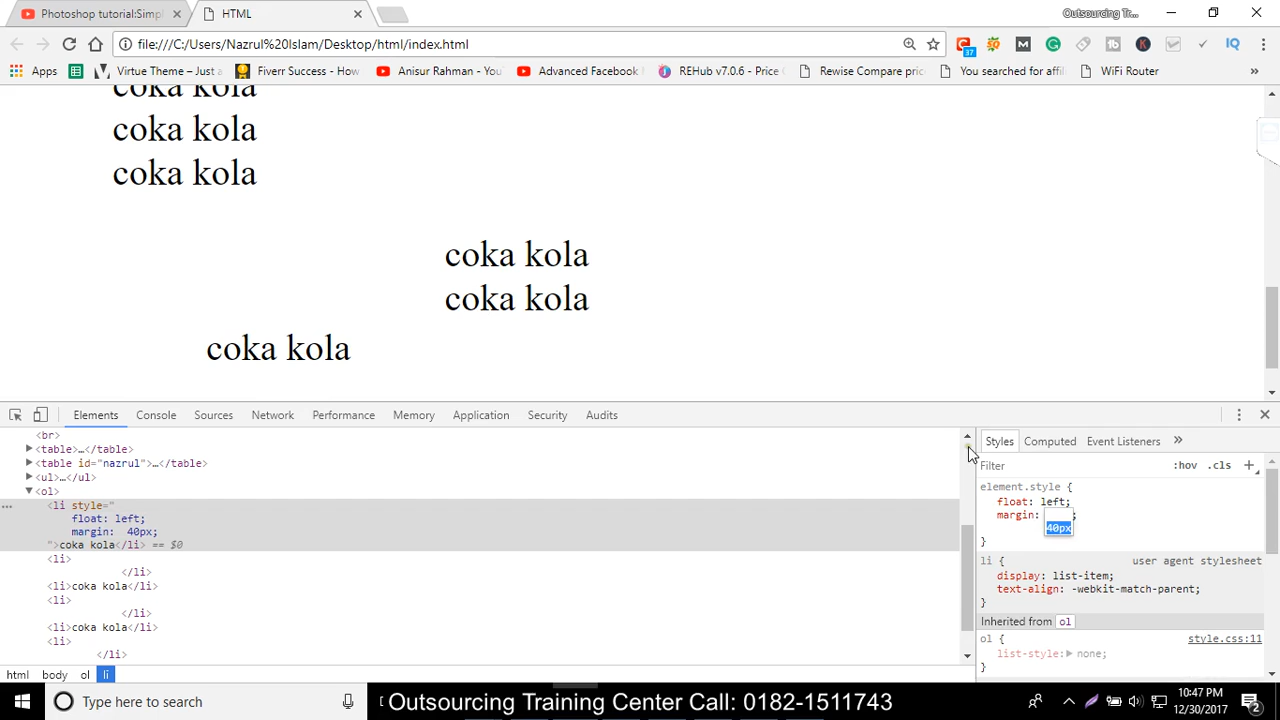 Photoshop tutorial:Simpl
HTML
Outsourcing Tr...
file:///C:/Users/Nazrul%20Islam/Desktop/html/index.html
37
M
tb
K
IQ
Apps
Virtue Theme – Just a
Fiverr Success - How
Anisur Rahman - You
Advanced Facebook
REHub v7.0.6 - Price C
Rewise Compare pric
You searched for affil
WiFi Router
»
coka kola
coka kola
coka kola
coka kola
coka kola
coka kola
Elements
Console
Sources
Network
Performance
Memory
Application
Security
Audits
<br>
<table>…</table>
<table id="nazrul">…</table>
<ul>…</ul>
<ol>
... <li style="
float: left;
margin:  40px;
">coka kola</li> == $0
<li>
</li>
<li>coka kola</li>
<li>
</li>
<li>coka kola</li>
<li>
</li>
html body ol li
Styles
Computed
Event Listeners
»
Filter
:hov .cls +
element.style {
float: left;
margin: ;
40px
}
li { user agent stylesheet
display: list-item;
text-align: -webkit-match-parent;
}
Inherited from ol
ol { style.css:11
list-style: none;
}
Type here to search
Outsourcing Training Center Call: 0182-1511743
10:47 PM
12/30/2017
2